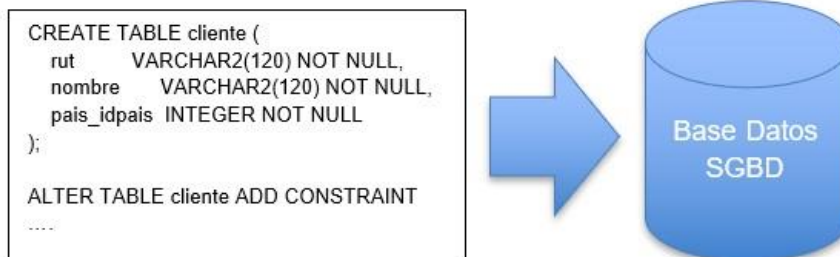 CREATE TABLE cliente (
rut VARCHAR2(120) NOT NULL,
nombre VARCHAR2(120) NOT NULL,
pais_idpais INTEGER NOT NULL
);
ALTER TABLE cliente ADD CONSTRAINT
....
Base Datos
SGBD